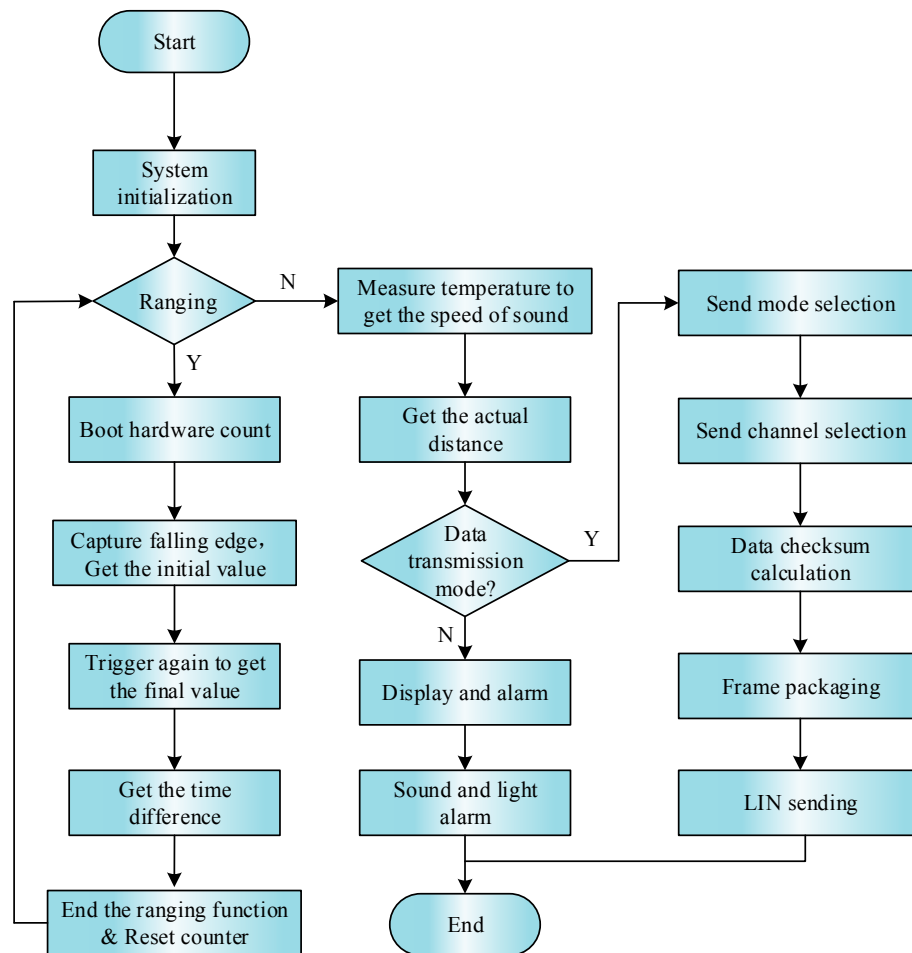 Start
System
initialization
Ranging
N
Y
Boot hardware count
Capture falling edge,
Get the initial value
Trigger again to get
the final value
Get the time
difference
End the ranging function
& Reset counter
Measure temperature to
get the speed of sound
Get the actual
distance
Data
transmission
mode?
Y
N
Display and alarm
Sound and light
alarm
End
Send mode selection
Send channel selection
Data checksum
calculation
Frame packaging
LIN sending